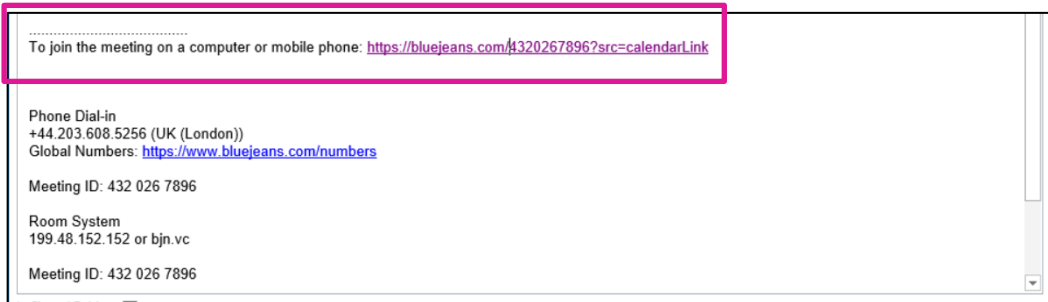 .......................................
To join the meeting on a computer or mobile phone: https://bluejeans.com/4320267896?src=calendarLink
Phone Dial-in
+44.203.608.5256 (UK (London))
Global Numbers: https://www.bluejeans.com/numbers
Meeting ID: 432 026 7896
Room System
199.48.152.152 or bjn.vc
Meeting ID: 432 026 7896